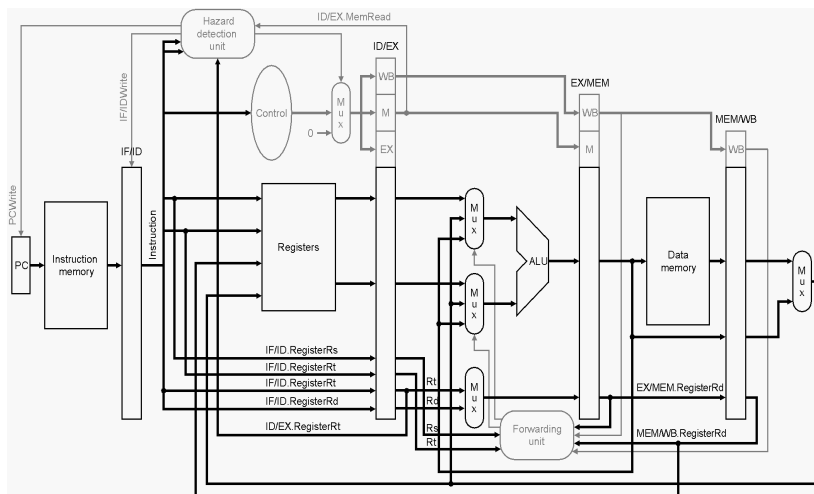 Hazard
detection
unit
ID/EX.MemRead
ID/EX
WB
M
EX
Control
M
u
x
0
EX/MEM
WB
M
MEM/WB
WB
PCWrite
IF/IDWrite
IF/ID
PC
Instruction
memory
Instruction
Registers
M
u
x
M
u
x
M
u
x
ALU
Data
memory
M
u
x
IF/ID.RegisterRs
IF/ID.RegisterRt
IF/ID.RegisterRt
IF/ID.RegisterRd
ID/EX.RegisterRt
Rt
Rd
Rs
Rt
EX/MEM.RegisterRd
Forwarding
unit
MEM/WB.RegisterRd